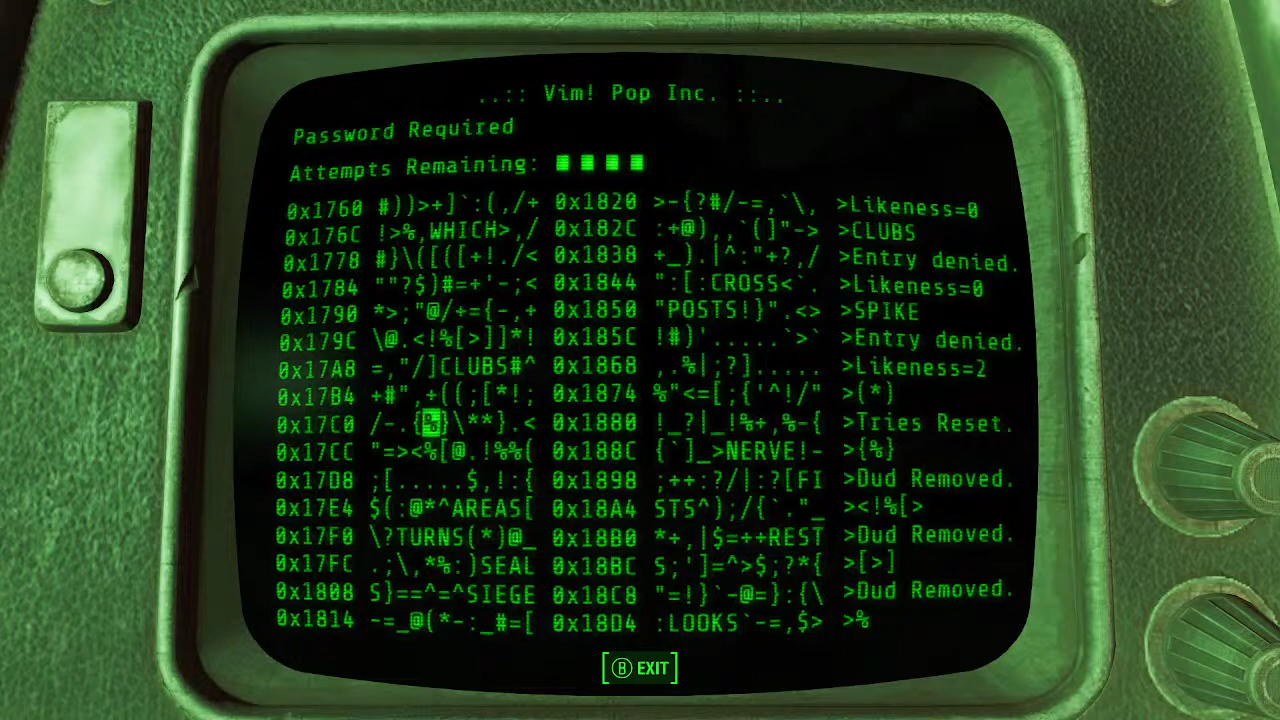 ..:: Vim! Pop Inc. ::..
Password Required
Attempts Remaining: ■ ■ ■ ■
0x1760 #))>+]`:(,/+ 0x1820 >-{?#/-=,`\, >Likeness=0
0x176C !>%,WHICH>,/ 0x182C :+@),,`(]"-> >CLUBS
0x1778 #}\([([+!./< 0x1838 +_).|^:"+?,/ >Entry denied.
0x1784 ""?$)#=+'-;< 0x1844 ":[:CROSS<`. >Likeness=0
0x1790 *>;"@/+={-,+ 0x1850 "POSTS!}".<> >SPIKE
0x179C \@.<!%[>]]*! 0x185C !#)'.....`>` >Entry denied.
0x17A8 =,"/]CLUBS#^ 0x1868 ,.%|;?]..... >Likeness=2
0x17B4 +#",+((;[*!; 0x1874 %"<=[;{'^!/" >(*)
0x17C0 /-.{%}\**}.< 0x1880 !_?|_!%+,%-{ >Tries Reset.
0x17CC "=><%[@.!%%( 0x188C {`]_>NERVE!- >{%}
0x17D8 ;[.....$,!:{ 0x1898 ;++:?/|:?[FI >Dud Removed.
0x17E4 $(:@*^AREAS[ 0x18A4 STS^);/{`."_ ><!%[>
0x17F0 \?TURNS(*)@_ 0x18B0 *+,|$=++REST >Dud Removed.
0x17FC .;\,*%:)SEAL 0x18BC S;']=^>$;?*{ >[>]
0x1808 S}==^=^SIEGE 0x18C8 "=!}`-@=}:{\ >Dud Removed.
0x1814 -=_@(*-:_#=[ 0x18D4 :LOOKS`-=,$> >%
[Ⓑ EXIT]